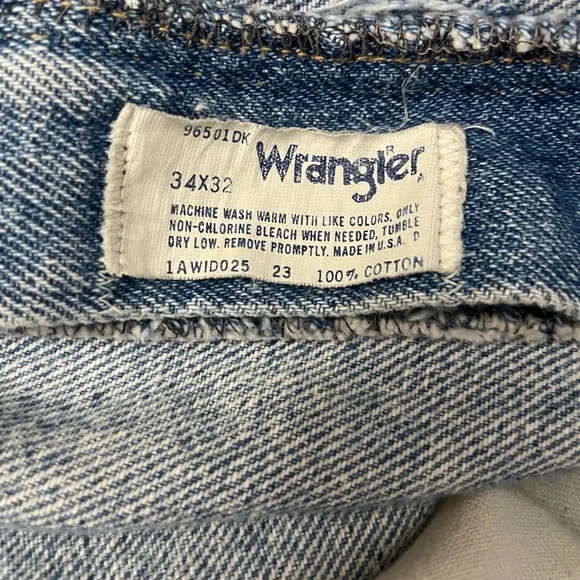 96501DK Wrangler
34X32
MACHINE WASH WARM WITH LIKE COLORS. ONLY
NON-CHLORINE BLEACH WHEN NEEDED, TUMBLE
DRY LOW. REMOVE PROMPTLY. MADE IN U.S.A. D
1AWID025 23 100% COTTON